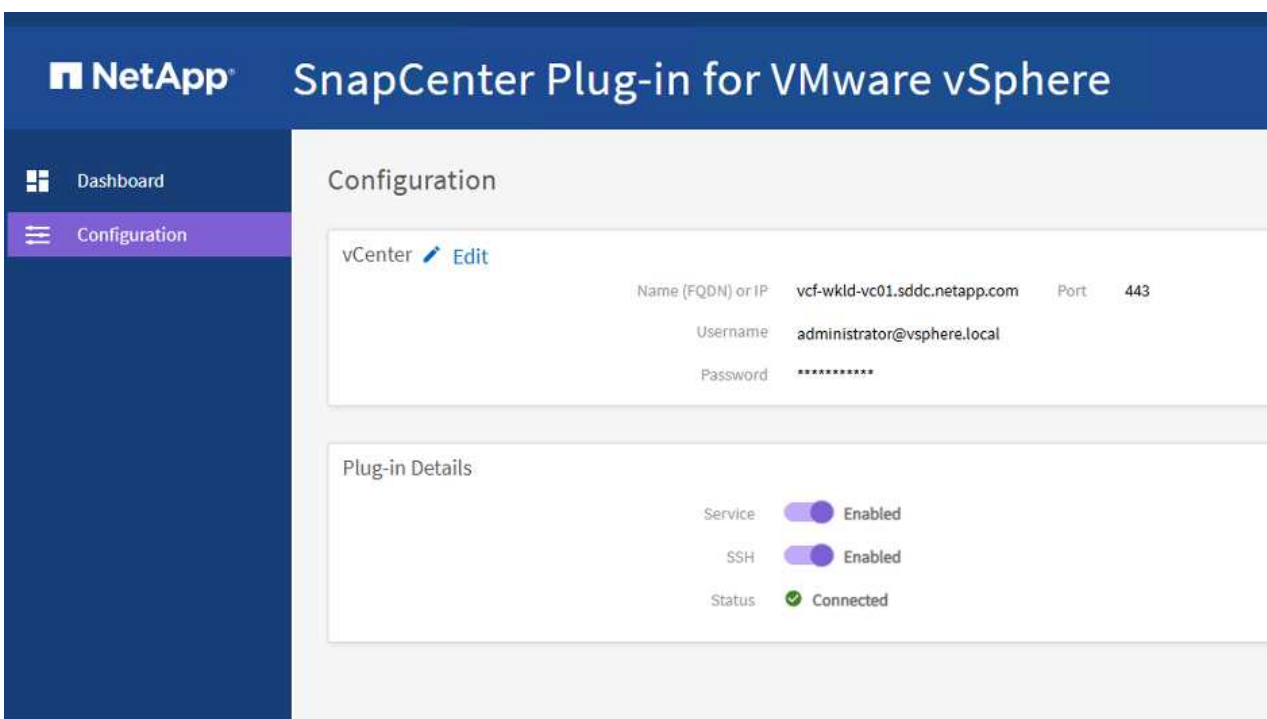 NetApp® SnapCenter Plug-in for VMware vSphere
Dashboard
Configuration
Configuration
vCenter Edit
Name (FQDN) or IP vcf-wkld-vc01.sddc.netapp.com Port 443
Username administrator@vsphere.local
Password ***********
Plug-in Details
Service Enabled
SSH Enabled
Status Connected